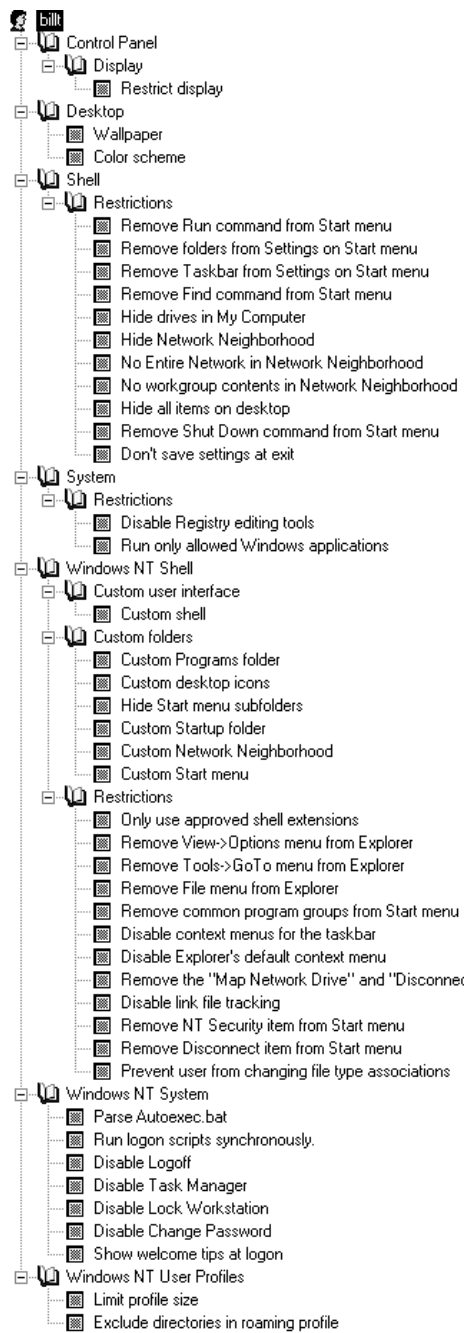 billt
Control Panel
Display
Restrict display
Desktop
Wallpaper
Color scheme
Shell
Restrictions
Remove Run command from Start menu
Remove folders from Settings on Start menu
Remove Taskbar from Settings on Start menu
Remove Find command from Start menu
Hide drives in My Computer
Hide Network Neighborhood
No Entire Network in Network Neighborhood
No workgroup contents in Network Neighborhood
Hide all items on desktop
Remove Shut Down command from Start menu
Don't save settings at exit
System
Restrictions
Disable Registry editing tools
Run only allowed Windows applications
Windows NT Shell
Custom user interface
Custom shell
Custom folders
Custom Programs folder
Custom desktop icons
Hide Start menu subfolders
Custom Startup folder
Custom Network Neighborhood
Custom Start menu
Restrictions
Only use approved shell extensions
Remove View->Options menu from Explorer
Remove Tools->GoTo menu from Explorer
Remove File menu from Explorer
Remove common program groups from Start menu
Disable context menus for the taskbar
Disable Explorer's default context menu
Remove the "Map Network Drive" and "Disconnec
Disable link file tracking
Remove NT Security item from Start menu
Remove Disconnect item from Start menu
Prevent user from changing file type associations
Windows NT System
Parse Autoexec.bat
Run logon scripts synchronously.
Disable Logoff
Disable Task Manager
Disable Lock Workstation
Disable Change Password
Show welcome tips at logon
Windows NT User Profiles
Limit profile size
Exclude directories in roaming profile